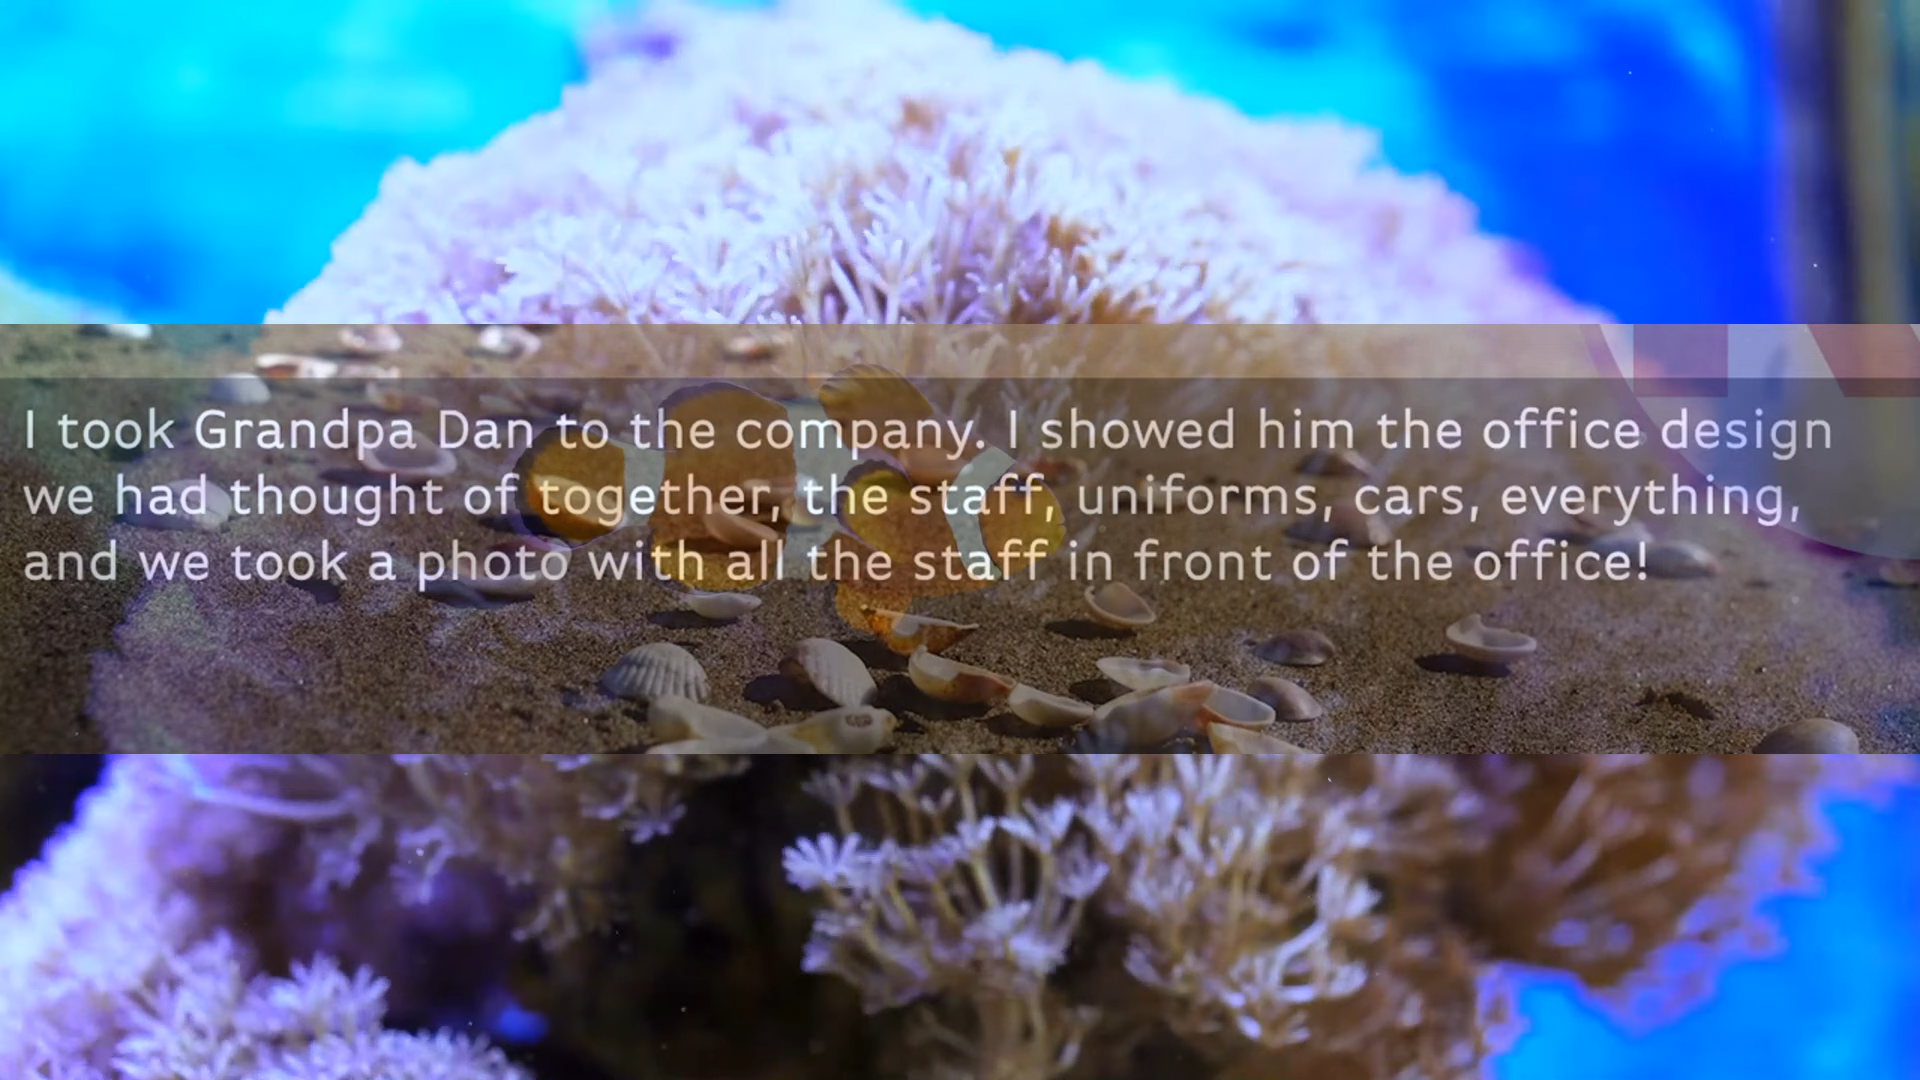 I took Grandpa Dan to the company. I showed him the office design
we had thought of together, the staff, uniforms, cars, everything,
and we took a photo with all the staff in front of the office!